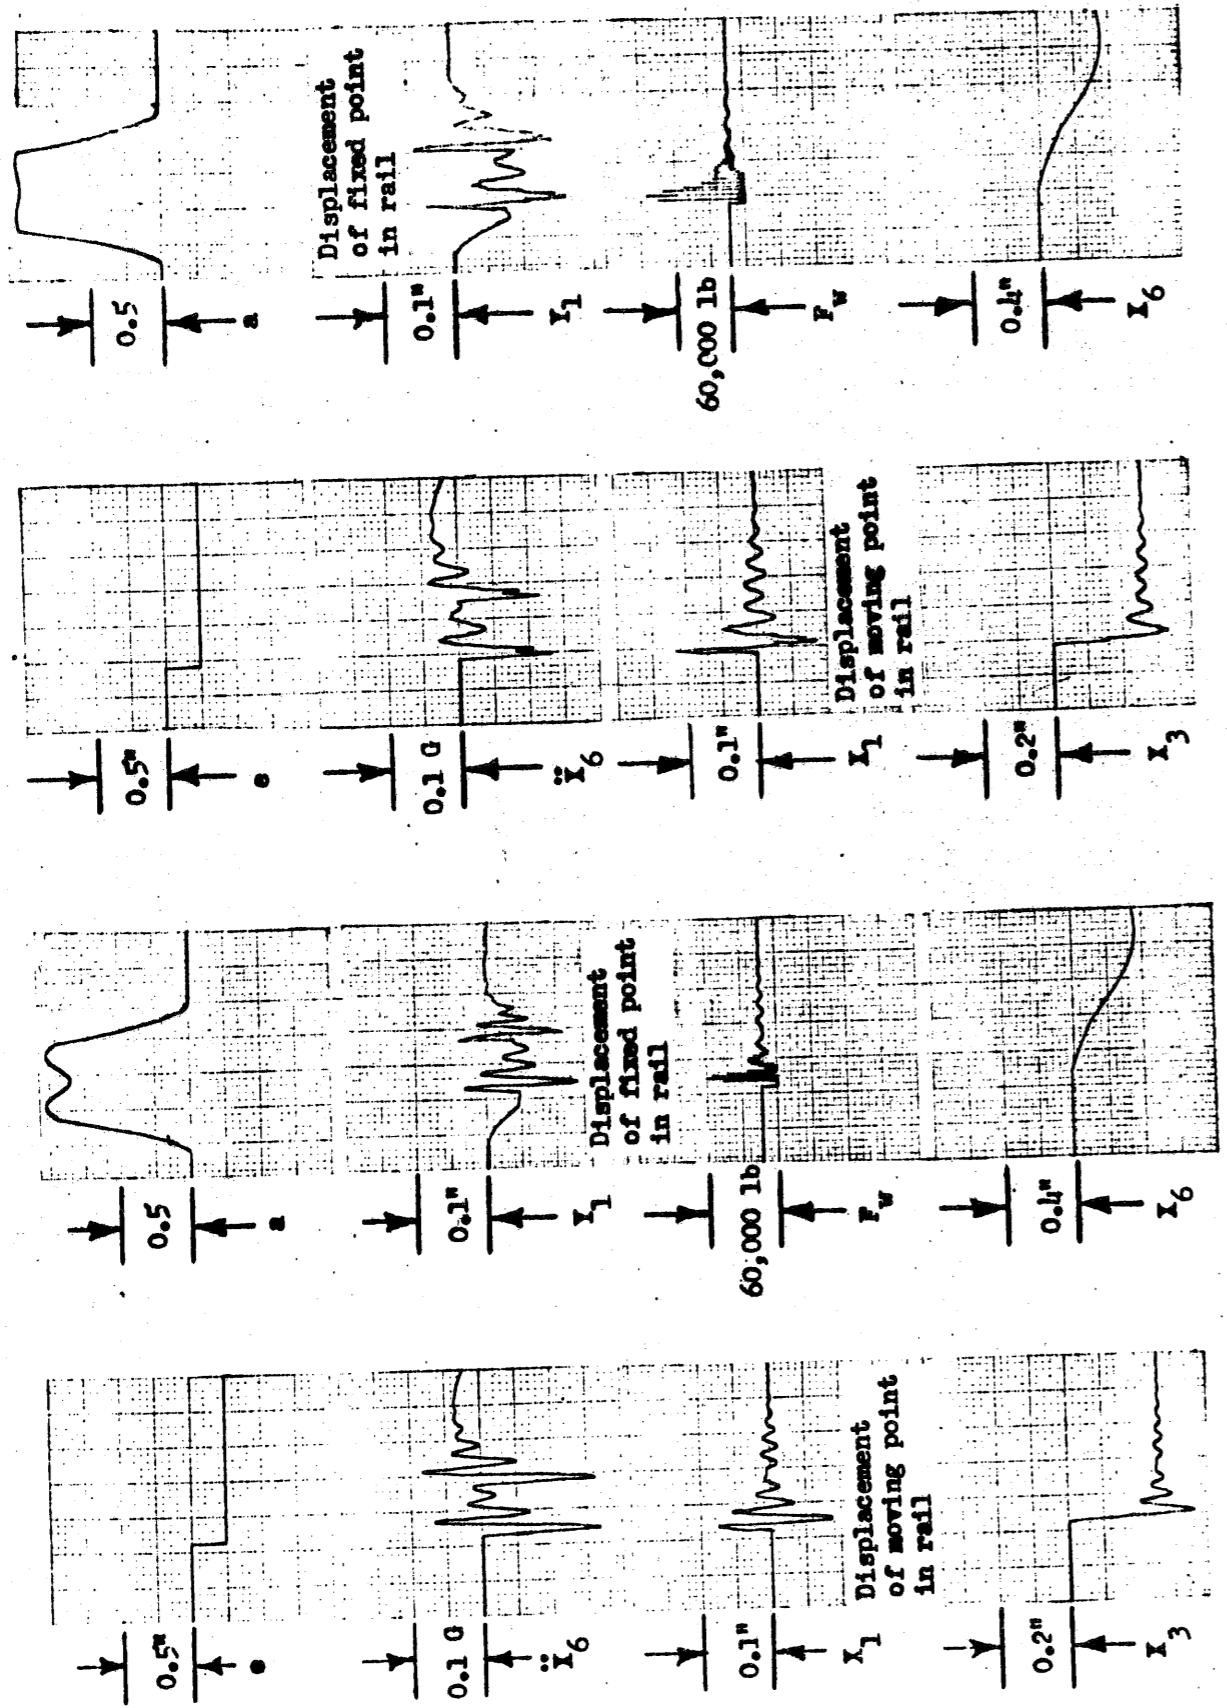 0.5"
e
0.1 G
Ẍ6
0.1"
X1
Displacement
of moving point
in rail
0.2"
X3
0.5
a
0.1"
Y1
Displacement
of fixed point
in rail
60,000 lb
Fw
0.4"
X6
0.5"
e
0.1 G
Ẍ6
0.1"
X1
Displacement
of moving point
in rail
0.2"
X3
0.5
a
Displacement
of fixed point
in rail
0.1"
Y1
60,000 lb
Fw
0.4"
X6